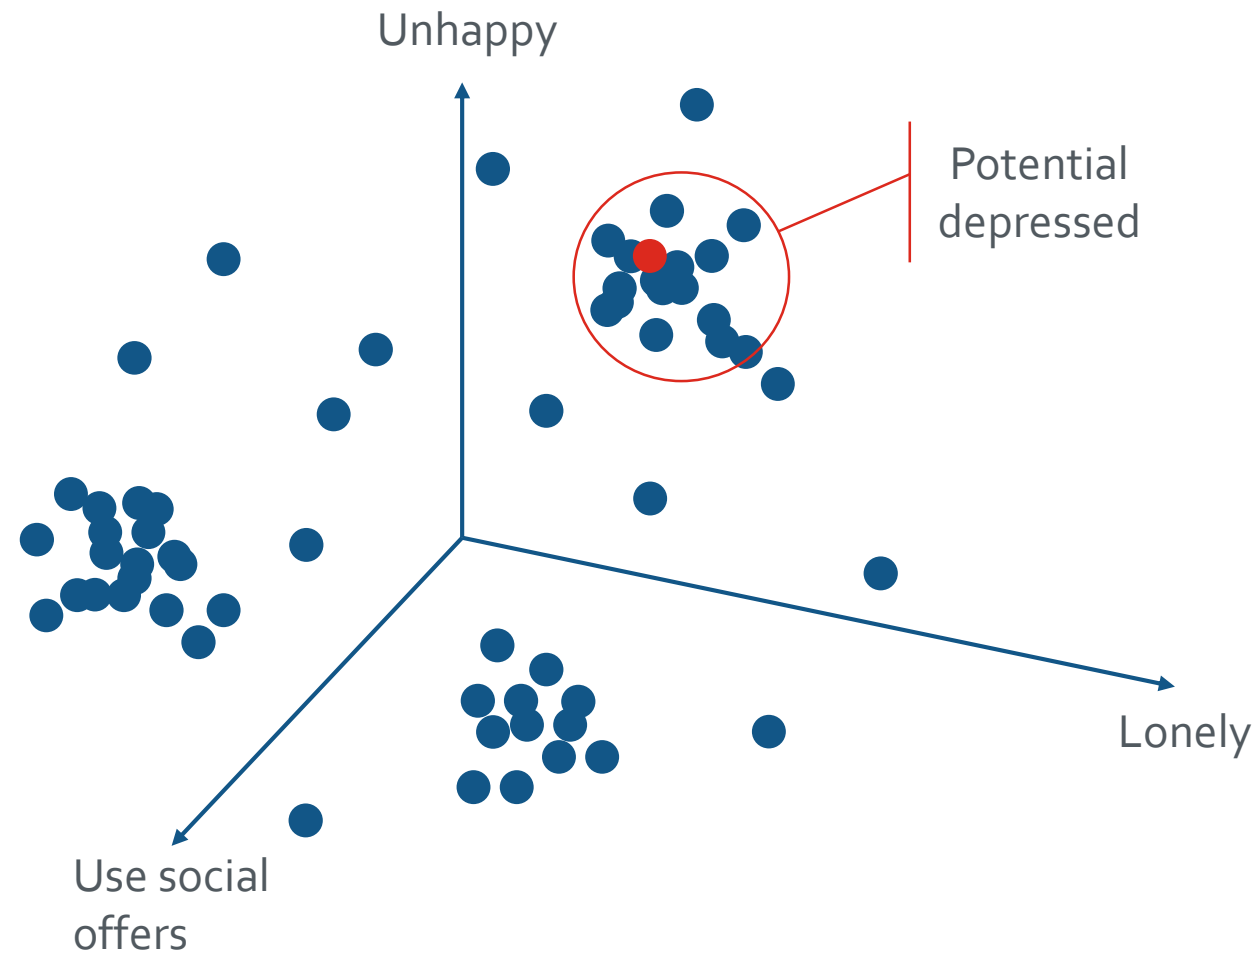 Unhappy
Potential
depressed
Lonely
Use social
offers